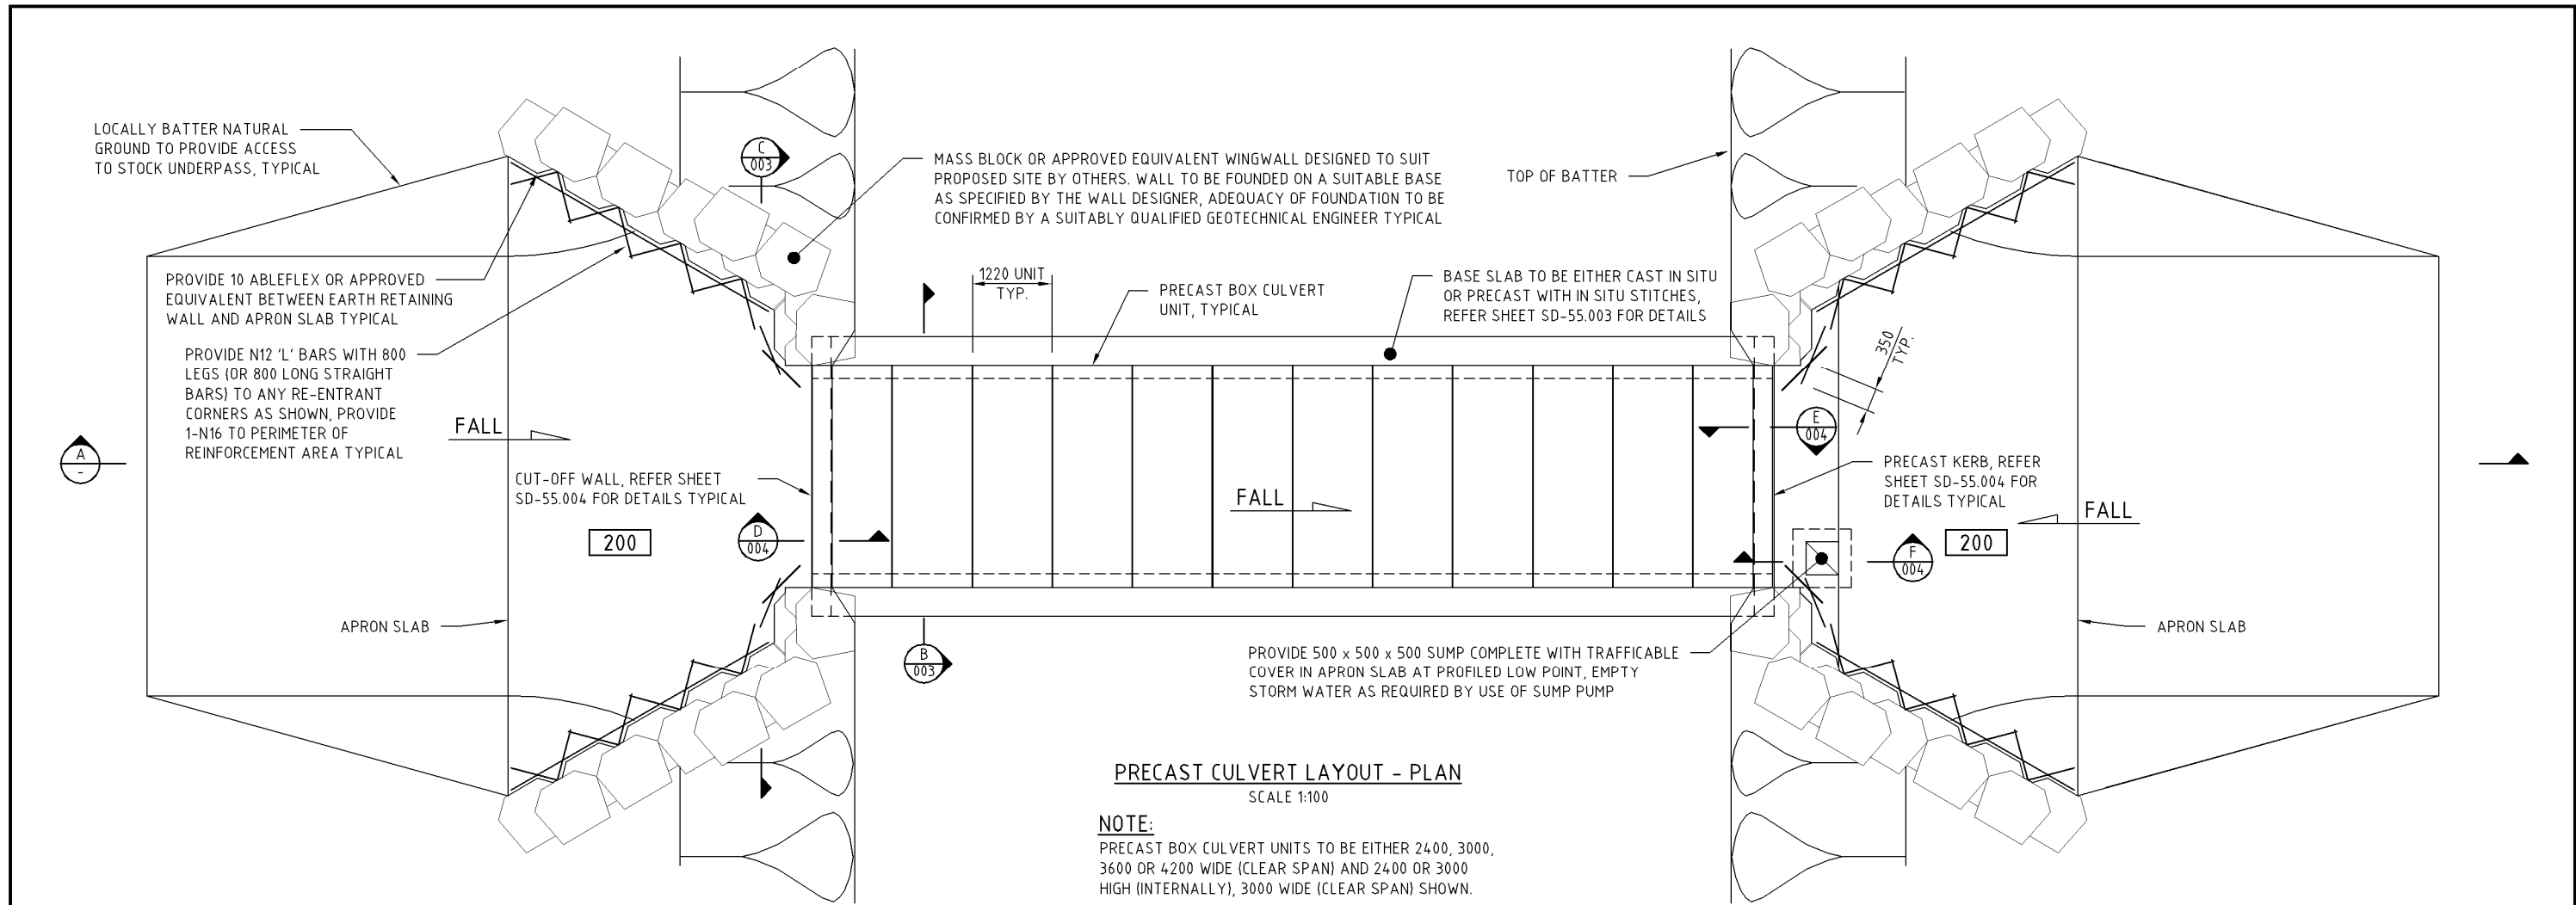 LOCALLY BATTER NATURAL
GROUND TO PROVIDE ACCESS
TO STOCK UNDERPASS, TYPICAL
C
003
MASS BLOCK OR APPROVED EQUIVALENT WINGWALL DESIGNED TO SUIT
PROPOSED SITE BY OTHERS. WALL TO BE FOUNDED ON A SUITABLE BASE
AS SPECIFIED BY THE WALL DESIGNER, ADEQUACY OF FOUNDATION TO BE
CONFIRMED BY A SUITABLY QUALIFIED GEOTECHNICAL ENGINEER TYPICAL
TOP OF BATTER
PROVIDE 10 ABLEFLEX OR APPROVED
EQUIVALENT BETWEEN EARTH RETAINING
WALL AND APRON SLAB TYPICAL
1220 UNIT
TYP.
PRECAST BOX CULVERT
UNIT, TYPICAL
BASE SLAB TO BE EITHER CAST IN SITU
OR PRECAST WITH IN SITU STITCHES,
REFER SHEET SD-55.003 FOR DETAILS
PROVIDE N12 'L' BARS WITH 800
LEGS (OR 800 LONG STRAIGHT
BARS) TO ANY RE-ENTRANT
CORNERS AS SHOWN, PROVIDE
1-N16 TO PERIMETER OF
REINFORCEMENT AREA TYPICAL
350
TYP.
FALL
A
-
E
004
CUT-OFF WALL, REFER SHEET
SD-55.004 FOR DETAILS TYPICAL
FALL
PRECAST KERB, REFER
SHEET SD-55.004 FOR
DETAILS TYPICAL
FALL
200
D
004
F
004
200
APRON SLAB
B
003
PROVIDE 500 x 500 x 500 SUMP COMPLETE WITH TRAFFICABLE
COVER IN APRON SLAB AT PROFILED LOW POINT, EMPTY
STORM WATER AS REQUIRED BY USE OF SUMP PUMP
APRON SLAB
PRECAST CULVERT LAYOUT - PLAN
SCALE 1:100
NOTE:
PRECAST BOX CULVERT UNITS TO BE EITHER 2400, 3000,
3600 OR 4200 WIDE (CLEAR SPAN) AND 2400 OR 3000
HIGH (INTERNALLY), 3000 WIDE (CLEAR SPAN) SHOWN.